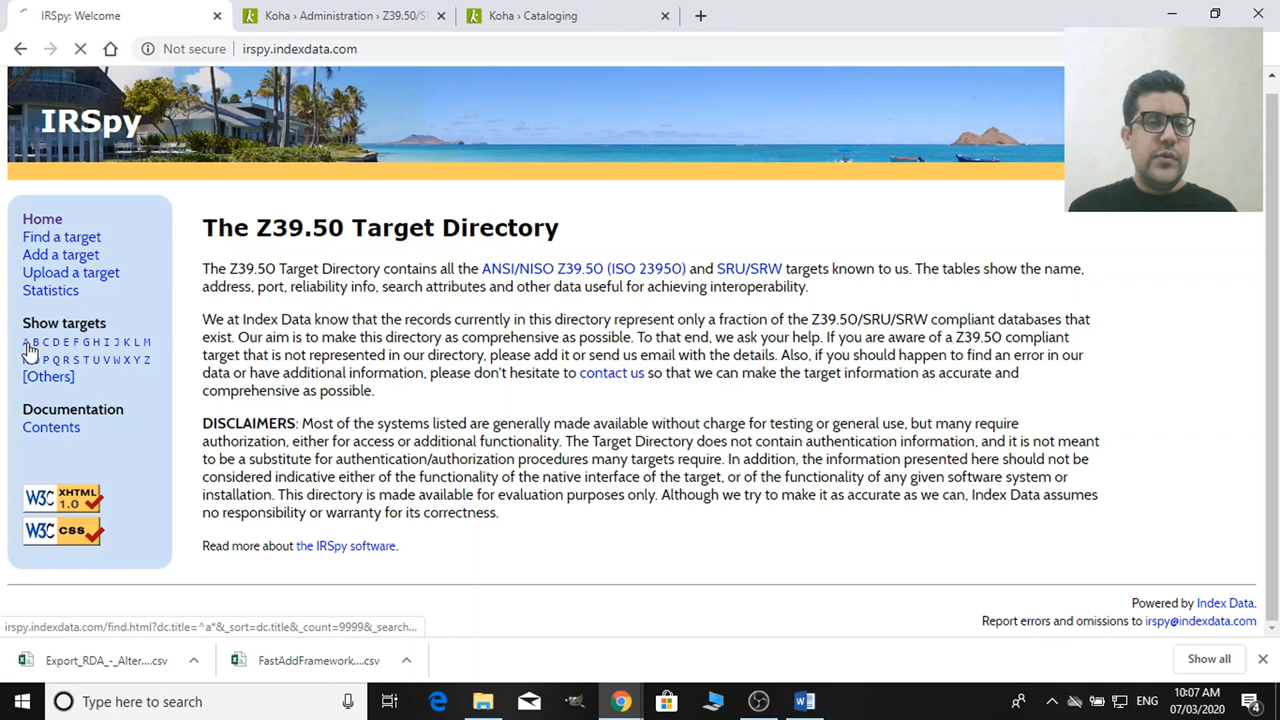 IRSpy: Welcome
Koha › Administration › Z39.50/S
Koha › Cataloging
Not secure
irspy.indexdata.com
IRSpy
Home
Find a target
Add a target
Upload a target
Statistics
Show targets
A B C D E F G H I J K L M
P Q R S T U V W X Y Z
[Others]
Documentation
Contents
W3C XHTML 1.0
W3C CSS
The Z39.50 Target Directory
The Z39.50 Target Directory contains all the ANSI/NISO Z39.50 (ISO 23950) and SRU/SRW targets known to us. The tables show the name,
address, port, reliability info, search attributes and other data useful for achieving interoperability.
We at Index Data know that the records currently in this directory represent only a fraction of the Z39.50/SRU/SRW compliant databases that
exist. Our aim is to make this directory as comprehensive as possible. To that end, we ask your help. If you are aware of a Z39.50 compliant
target that is not represented in our directory, please add it or send us email with the details. Also, if you should happen to find an error in our
data or have additional information, please don't hesitate to contact us so that we can make the target information as accurate and
comprehensive as possible.
DISCLAIMERS: Most of the systems listed are generally made available without charge for testing or general use, but many require
authorization, either for access or additional functionality. The Target Directory does not contain authentication information, and it is not meant
to be a substitute for authentication/authorization procedures many targets require. In addition, the information presented here should not be
considered indicative either of the functionality of the native interface of the target, or of the functionality of any given software system or
installation. This directory is made available for evaluation purposes only. Although we try to make it as accurate as we can, Index Data assumes
no responsibility or warranty for its correctness.
Read more about the IRSpy software.
Powered by Index Data.
Report errors and omissions to irspy@indexdata.com
irspy.indexdata.com/find.html?dc.title=^a*&_sort=dc.title&_count=9999&_search...
Export_RDA_-_Alter....csv
FastAddFramework....csv
Show all
Type here to search
ENG
10:07 AM
07/03/2020
4